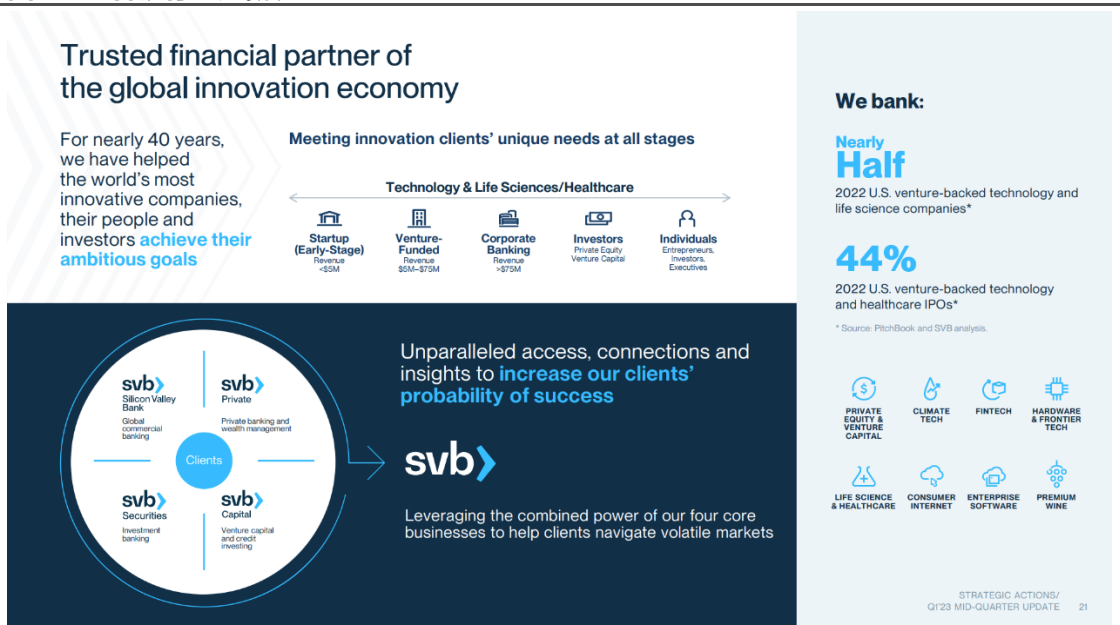 Trusted financial partner of
the global innovation economy
For nearly 40 years,
we have helped
the world's most
innovative companies,
their people and
investors achieve their
ambitious goals
Meeting innovation clients' unique needs at all stages
Technology & Life Sciences/Healthcare
Startup
(Early-Stage)
Revenue
<$5M
Venture-
Funded
Revenue
$5M–$75M
Corporate
Banking
Revenue
>$75M
Investors
Private Equity
Venture Capital
Individuals
Entrepreneurs,
Investors,
Executives
svb
Silicon Valley
Bank
Global
commercial
banking
svb
Private
Private banking and
wealth management
Clients
svb
Securities
Investment
banking
svb
Capital
Venture capital
and credit
investing
Unparalleled access, connections and
insights to increase our clients'
probability of success
svb
Leveraging the combined power of our four core
businesses to help clients navigate volatile markets
We bank:
Nearly
Half
2022 U.S. venture-backed technology and
life science companies*
44%
2022 U.S. venture-backed technology
and healthcare IPOs*
* Source: PitchBook and SVB analysis.
PRIVATE
EQUITY &
VENTURE
CAPITAL
CLIMATE
TECH
FINTECH
HARDWARE
& FRONTIER
TECH
LIFE SCIENCE
& HEALTHCARE
CONSUMER
INTERNET
ENTERPRISE
SOFTWARE
PREMIUM
WINE
STRATEGIC ACTIONS/
Q1'23 MID-QUARTER UPDATE 21